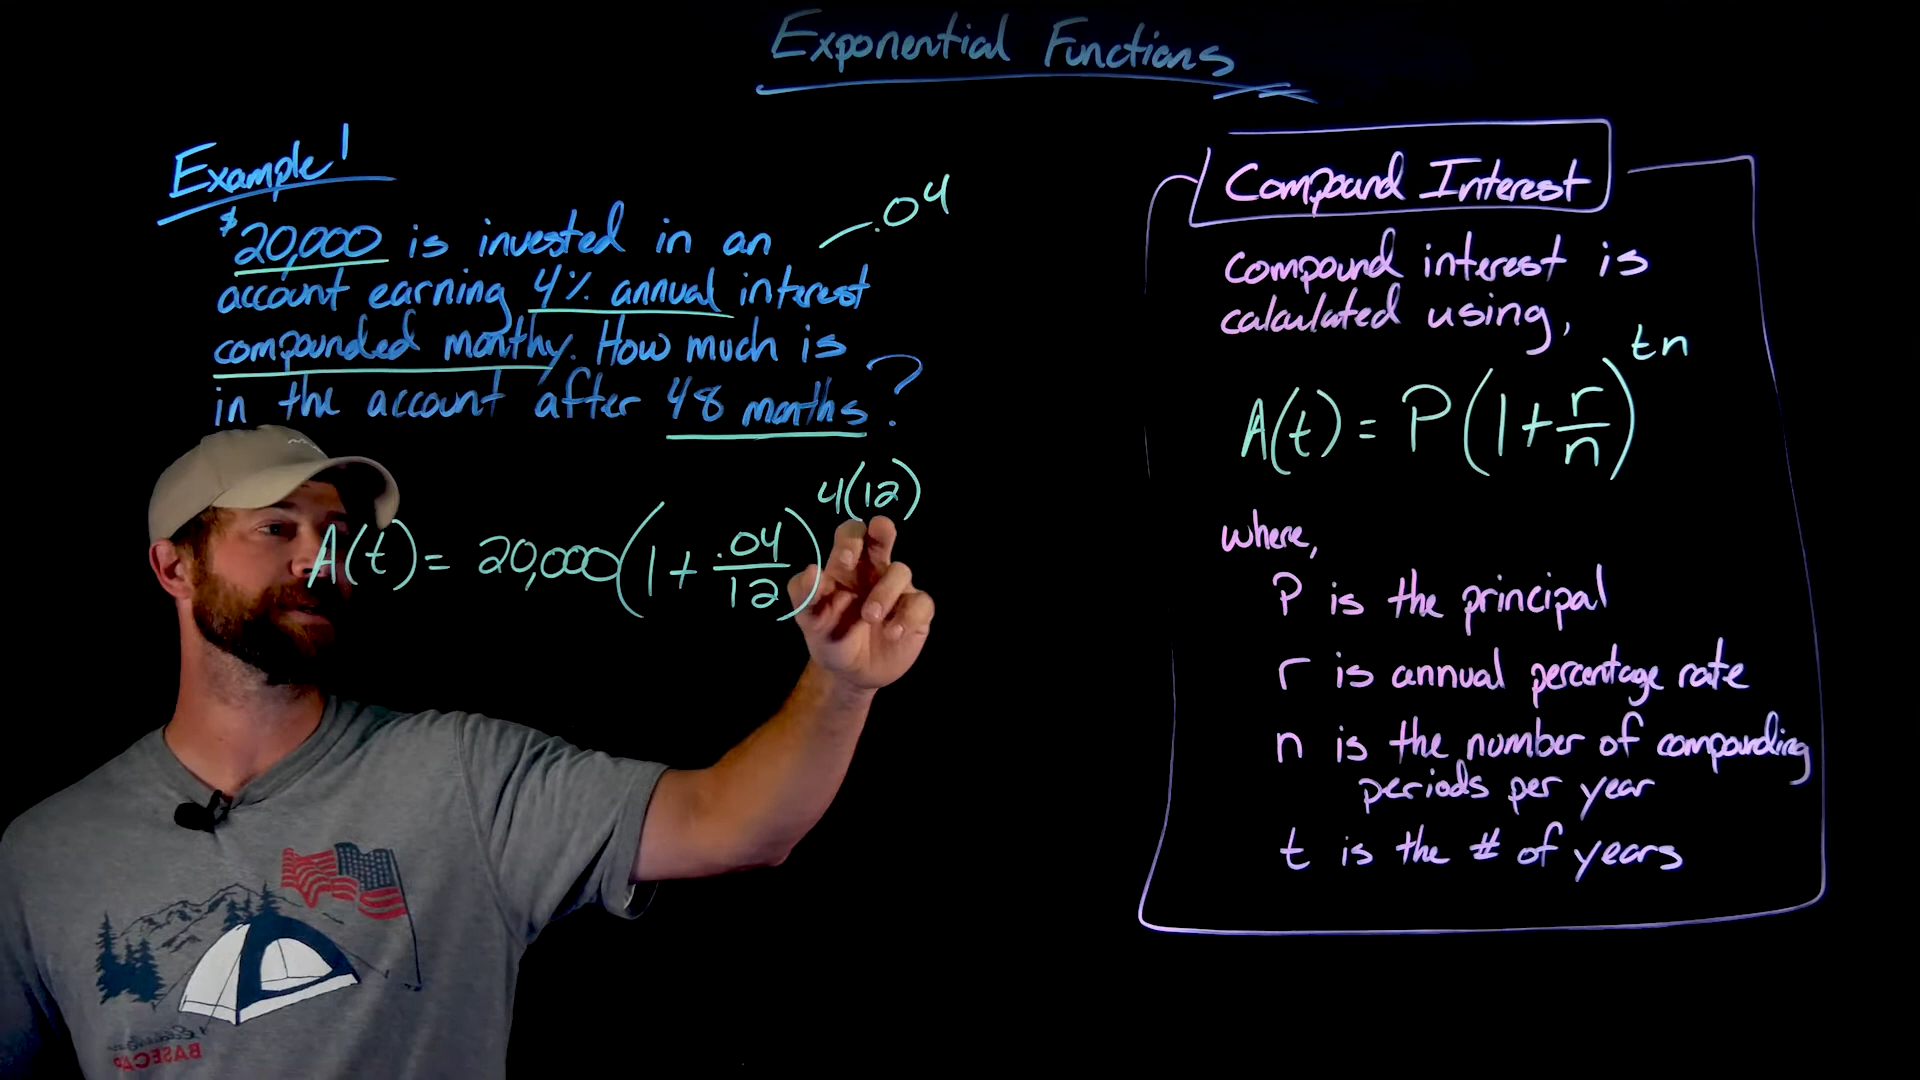 Exponential Functions
Example 1
$20,000 is invested in an
.04
account earning 4% annual interest
compounded monthy. How much is
in the account after 48 months?
A(t) = 20,000(1 + .04/12)^4(12)
Compound Interest
compound interest is
calculated using,
A(t) = P(1 + r/n)^tn
where,
P is the principal
r is annual percentage rate
n is the number of compounding
periods per year
t is the # of years
BASECAP